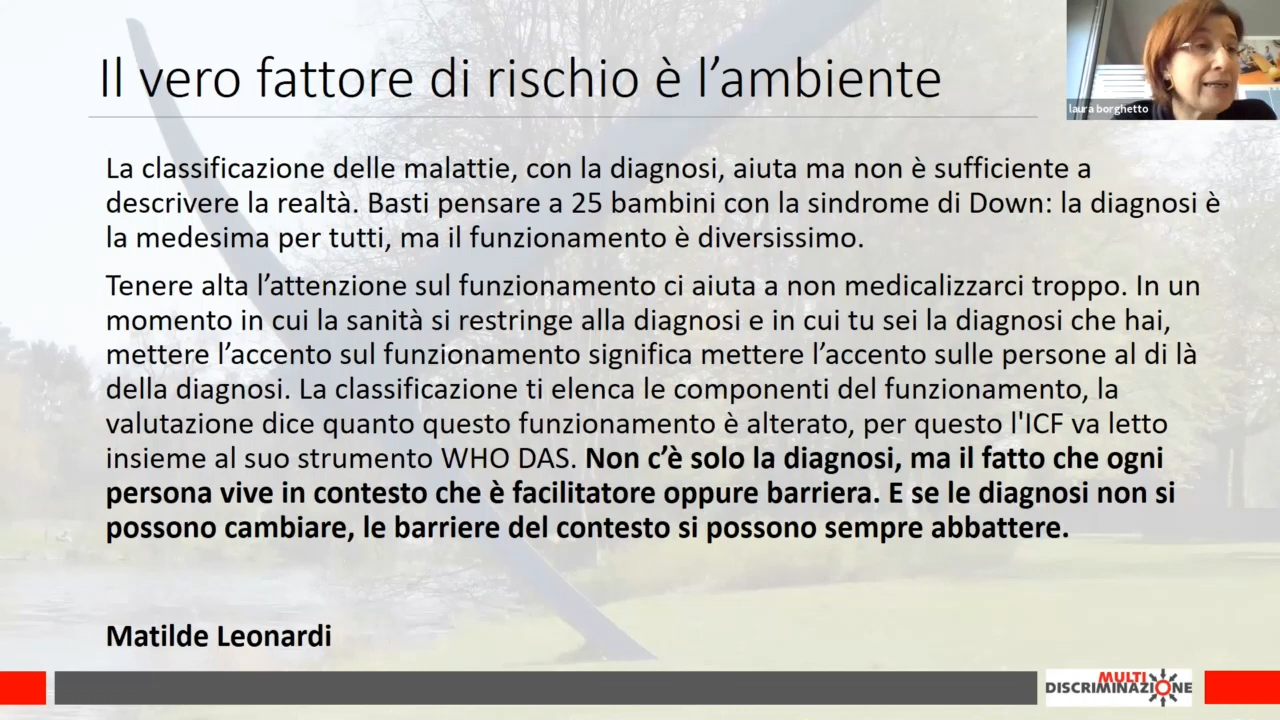 Il vero fattore di rischio è l’ambiente
laura borghetto
La classificazione delle malattie, con la diagnosi, aiuta ma non è sufficiente a
descrivere la realtà. Basti pensare a 25 bambini con la sindrome di Down: la diagnosi è
la medesima per tutti, ma il funzionamento è diversissimo.
Tenere alta l’attenzione sul funzionamento ci aiuta a non medicalizzarci troppo. In un
momento in cui la sanità si restringe alla diagnosi e in cui tu sei la diagnosi che hai,
mettere l’accento sul funzionamento significa mettere l’accento sulle persone al di là
della diagnosi. La classificazione ti elenca le componenti del funzionamento, la
valutazione dice quanto questo funzionamento è alterato, per questo l'ICF va letto
insieme al suo strumento WHO DAS. Non c’è solo la diagnosi, ma il fatto che ogni
persona vive in contesto che è facilitatore oppure barriera. E se le diagnosi non si
possono cambiare, le barriere del contesto si possono sempre abbattere.
Matilde Leonardi
MULTI
DISCRIMINAZIONE